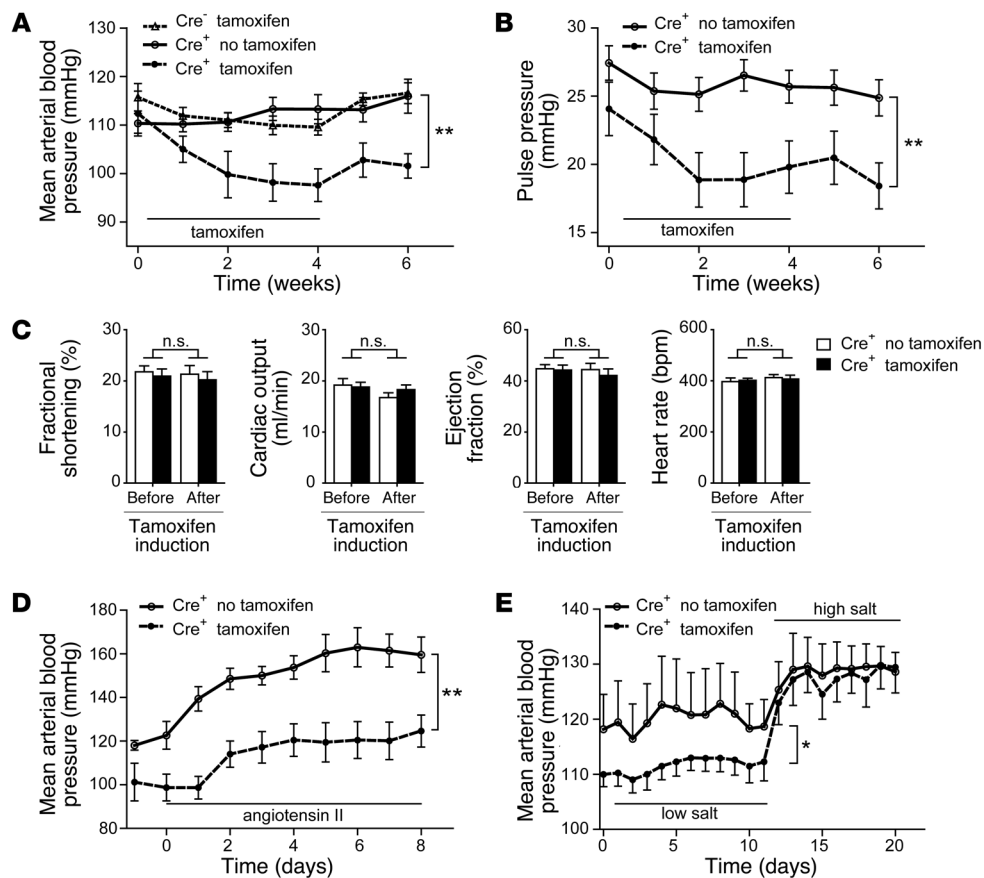 A
Cre⁻ tamoxifen
Cre⁺ no tamoxifen
Cre⁺ tamoxifen
Mean arterial blood
pressure (mmHg)
130
120
110
100
90
**
tamoxifen
0 2 4 6
Time (weeks)
B
Cre⁺ no tamoxifen
Cre⁺ tamoxifen
Pulse pressure
(mmHg)
30
25
20
15
**
tamoxifen
0 2 4 6
Time (weeks)
C
Fractional
shortening (%)
30
20
10
0
n.s.
Before After
Tamoxifen
induction
Cardiac output
(ml/min)
30
20
10
0
n.s.
Before After
Tamoxifen
induction
Ejection
fraction (%)
60
40
20
0
n.s.
Before After
Tamoxifen
induction
Heart rate (bpm)
600
400
200
0
n.s.
Before After
Tamoxifen
induction
Cre⁺ no tamoxifen
Cre⁺ tamoxifen
D
Cre⁺ no tamoxifen
Cre⁺ tamoxifen
Mean arterial blood
pressure (mmHg)
180
160
140
120
100
80
**
angiotensin II
0 2 4 6 8
Time (days)
E
Cre⁺ no tamoxifen
Cre⁺ tamoxifen
high salt
Mean arterial blood
pressure (mmHg)
140
130
120
110
100
*
low salt
0 5 10 15 20
Time (days)